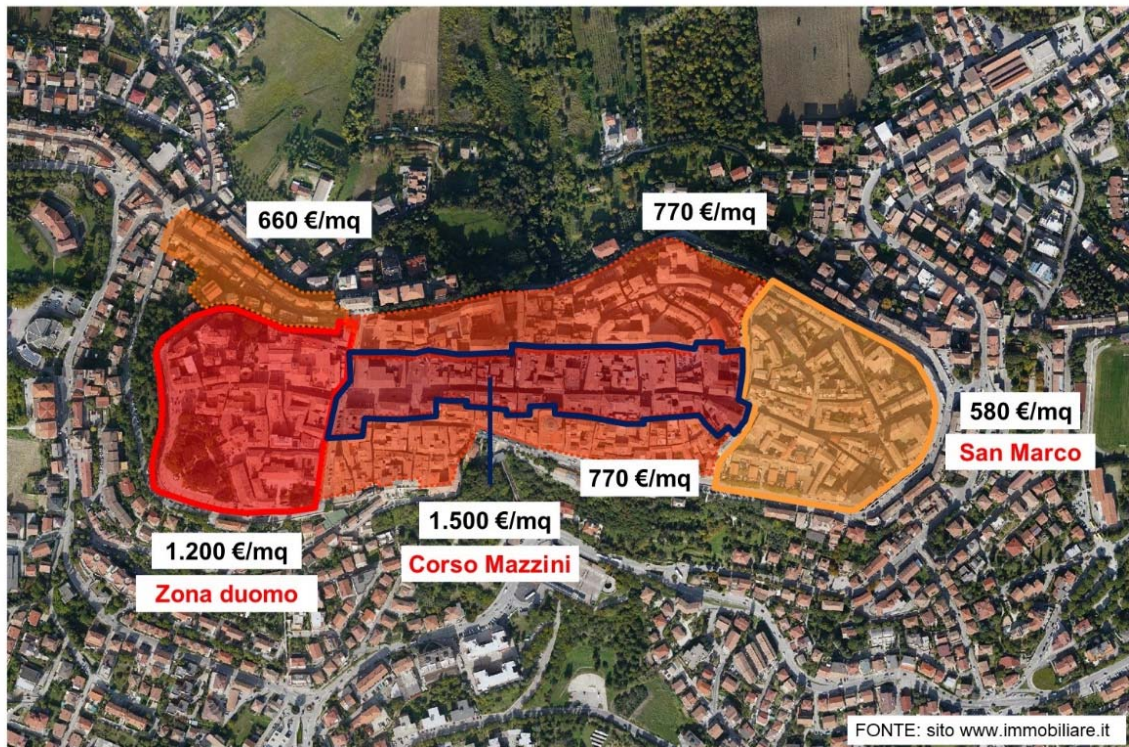 660 €/mq
770 €/mq
580 €/mq
San Marco
770 €/mq
1.500 €/mq
Corso Mazzini
1.200 €/mq
Zona duomo
FONTE: sito www.immobiliare.it